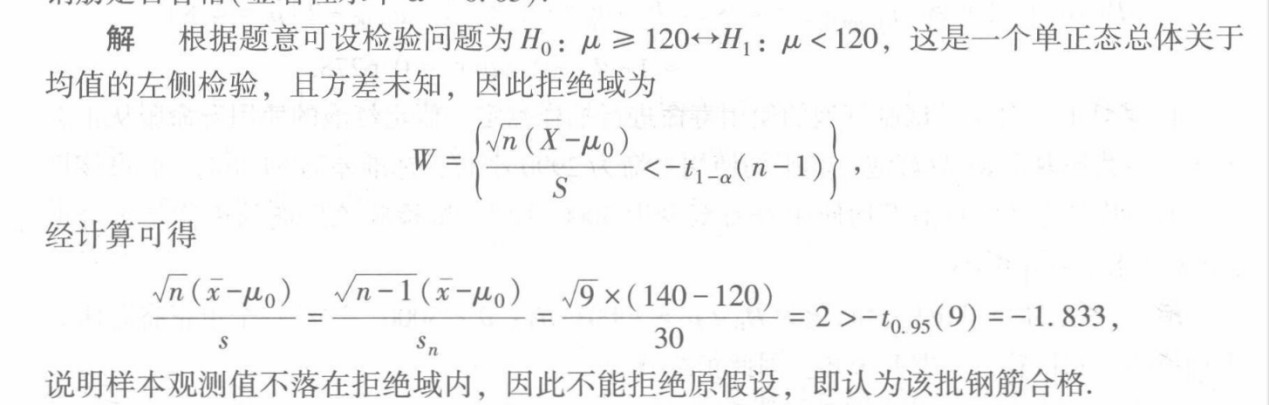 解 根据题意可设检验问题为 H₀：μ ≥ 120↔H₁：μ < 120，这是一个单正态总体关于
均值的左侧检验，且方差未知，因此拒绝域为
W = { √n (X̄ − μ₀) / S < −t₁₋α (n − 1) }，
经计算可得
√n (x̄ − μ₀) / s = √(n − 1) (x̄ − μ₀) / sₙ = √9 × (140 − 120) / 30 = 2 > −t₀.₉₅(9) = −1.833，
说明样本观测值不落在拒绝域内，因此不能拒绝原假设，即认为该批钢筋合格.